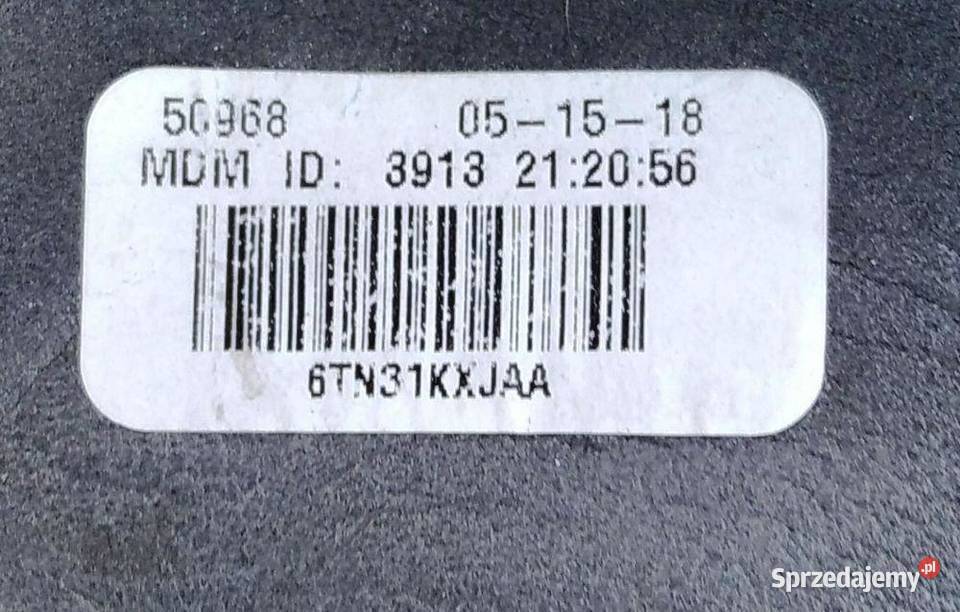 50968 05-15-18
MDM ID: 3913 21:20:56
6TN31KXJAA
Sprzedajemy.pl